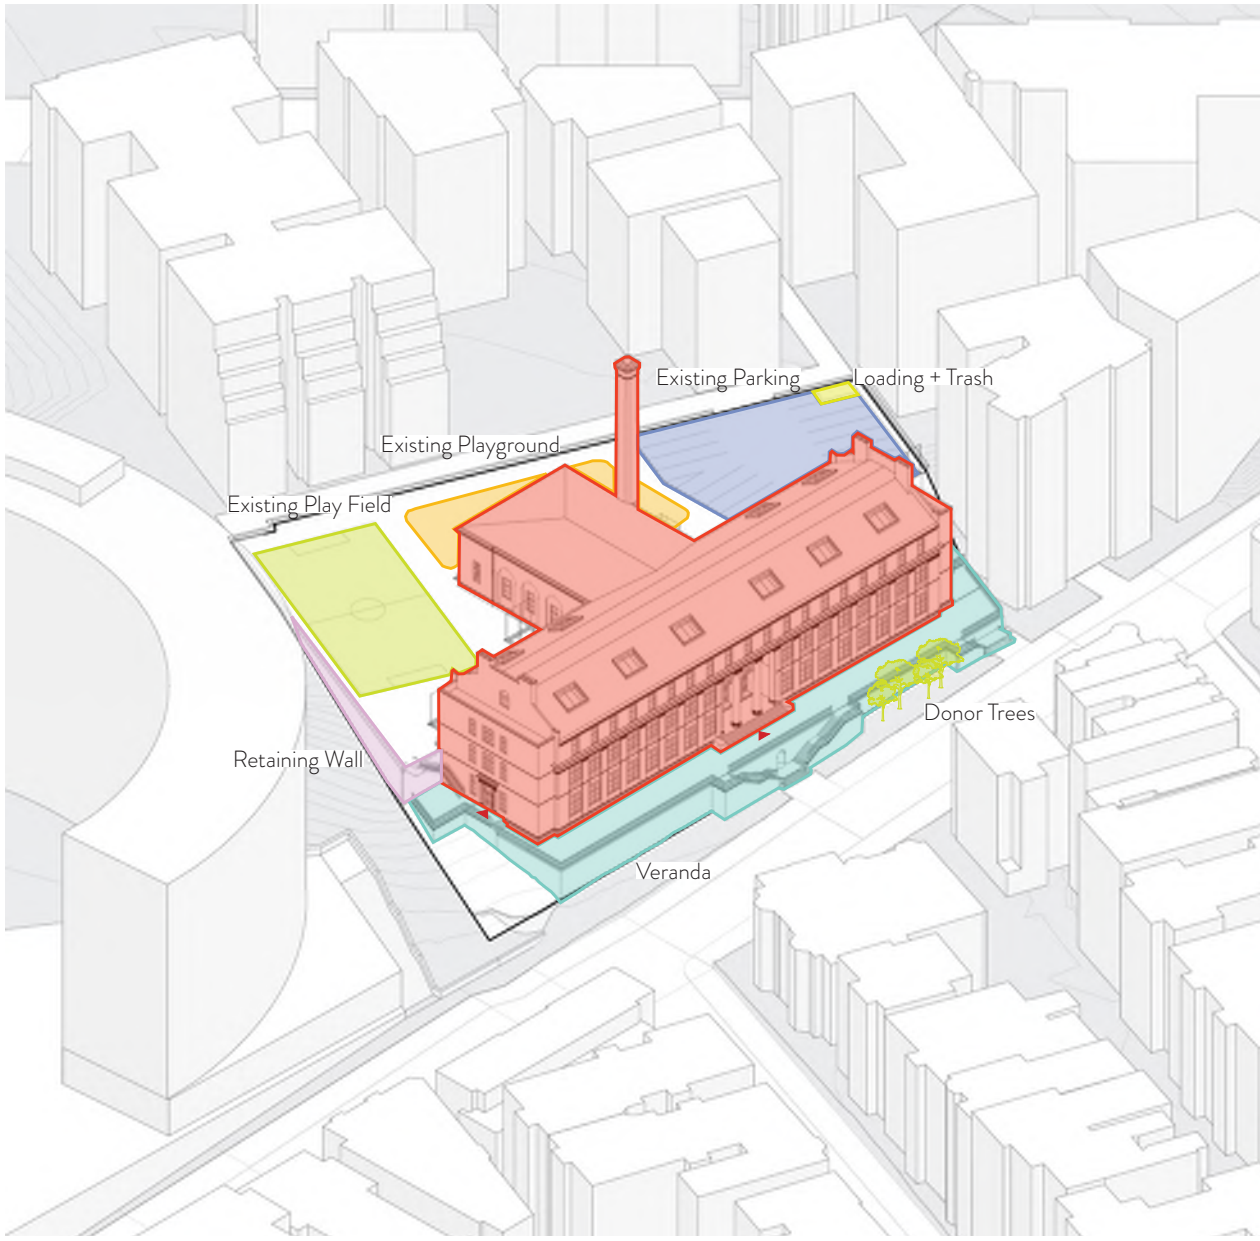 Existing Parking
Loading + Trash
Existing Playground
Existing Play Field
Donor Trees
Retaining Wall
Veranda